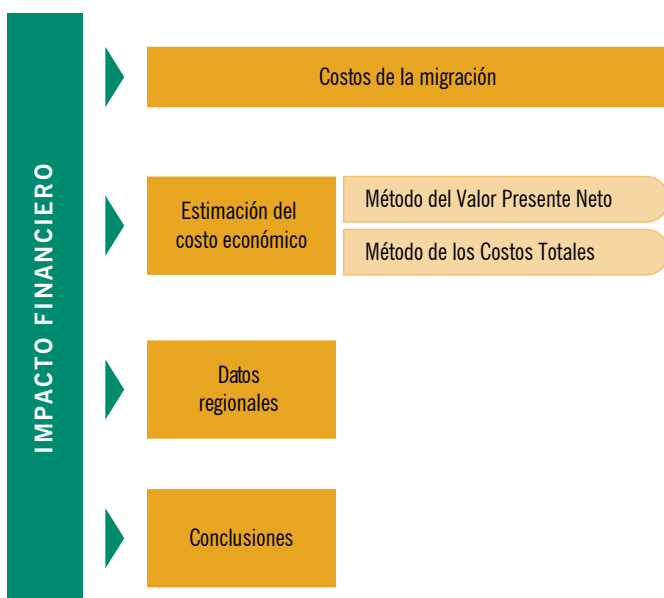 IMPACTO FINANCIERO
Costos de la migración
Estimación del
costo económico
Método del Valor Presente Neto
Método de los Costos Totales
Datos
regionales
Conclusiones